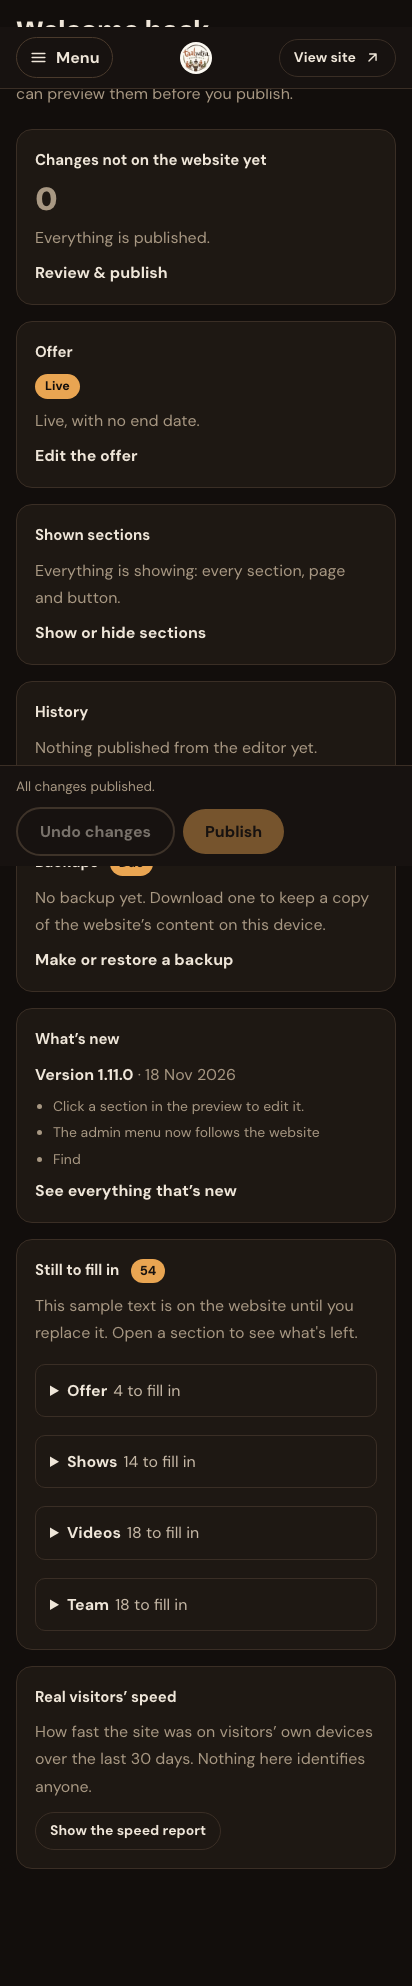 Welcome back
Menu
View site
can preview them before you publish.
Changes not on the website yet
0
Everything is published.
Review & publish
Offer
Live
Live, with no end date.
Edit the offer
Shown sections
Everything is showing: every section, page
and button.
Show or hide sections
History
Nothing published from the editor yet.
All changes published.
Undo changes
Publish
Backups
No backup yet. Download one to keep a copy
of the website’s content on this device.
Make or restore a backup
What’s new
Version 1.11.0 · 18 Nov 2026
Click a section in the preview to edit it.
The admin menu now follows the website
Find
See everything that’s new
Still to fill in 54
This sample text is on the website until you
replace it. Open a section to see what's left.
Offer 4 to fill in
Shows 14 to fill in
Videos 18 to fill in
Team 18 to fill in
Real visitors’ speed
How fast the site was on visitors’ own devices
over the last 30 days. Nothing here identifies
anyone.
Show the speed report